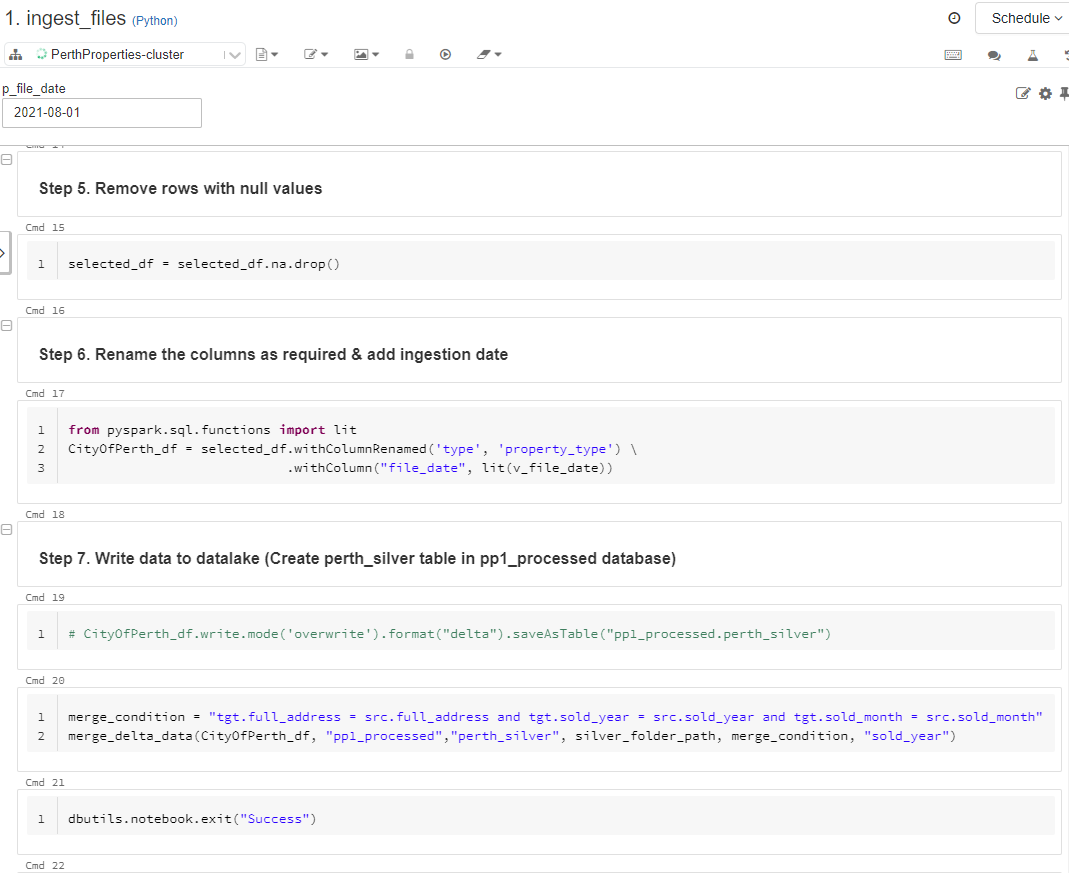 1. ingest_files (Python)
Schedule
PerthProperties-cluster
p_file_date
2021-08-01
Cmd 14
Step 5. Remove rows with null values
Cmd 15
1 selected_df = selected_df.na.drop()
Cmd 16
Step 6. Rename the columns as required & add ingestion date
Cmd 17
1 from pyspark.sql.functions import lit
2 CityOfPerth_df = selected_df.withColumnRenamed('type', 'property_type') \
3 .withColumn("file_date", lit(v_file_date))
Cmd 18
Step 7. Write data to datalake (Create perth_silver table in pp1_processed database)
Cmd 19
1 # CityOfPerth_df.write.mode('overwrite').format("delta").saveAsTable("pp1_processed.perth_silver")
Cmd 20
1 merge_condition = "tgt.full_address = src.full_address and tgt.sold_year = src.sold_year and tgt.sold_month = src.sold_month"
2 merge_delta_data(CityOfPerth_df, "pp1_processed","perth_silver", silver_folder_path, merge_condition, "sold_year")
Cmd 21
1 dbutils.notebook.exit("Success")
Cmd 22